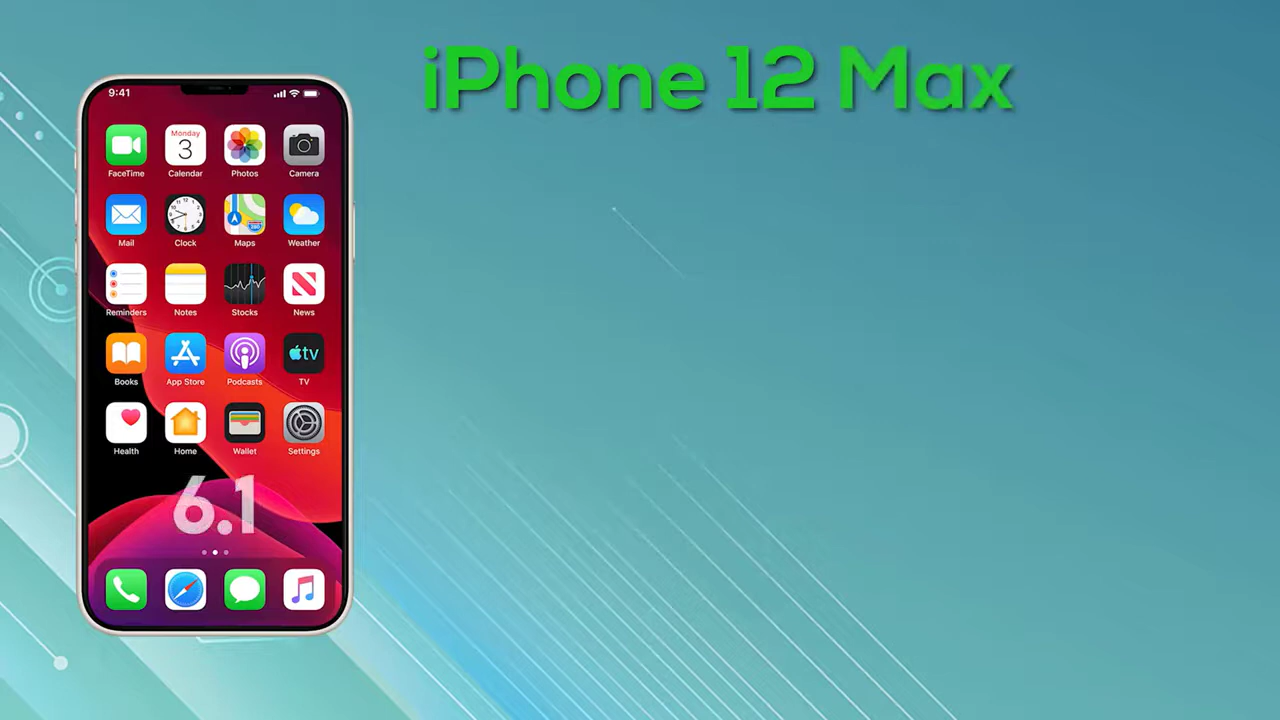 iPhone 12 Max
9:41
Monday
3
FaceTime Calendar Photos Camera
Mail Clock Maps Weather
Reminders Notes Stocks News
tv
Books App Store Podcasts TV
Health Home Wallet Settings
6.1